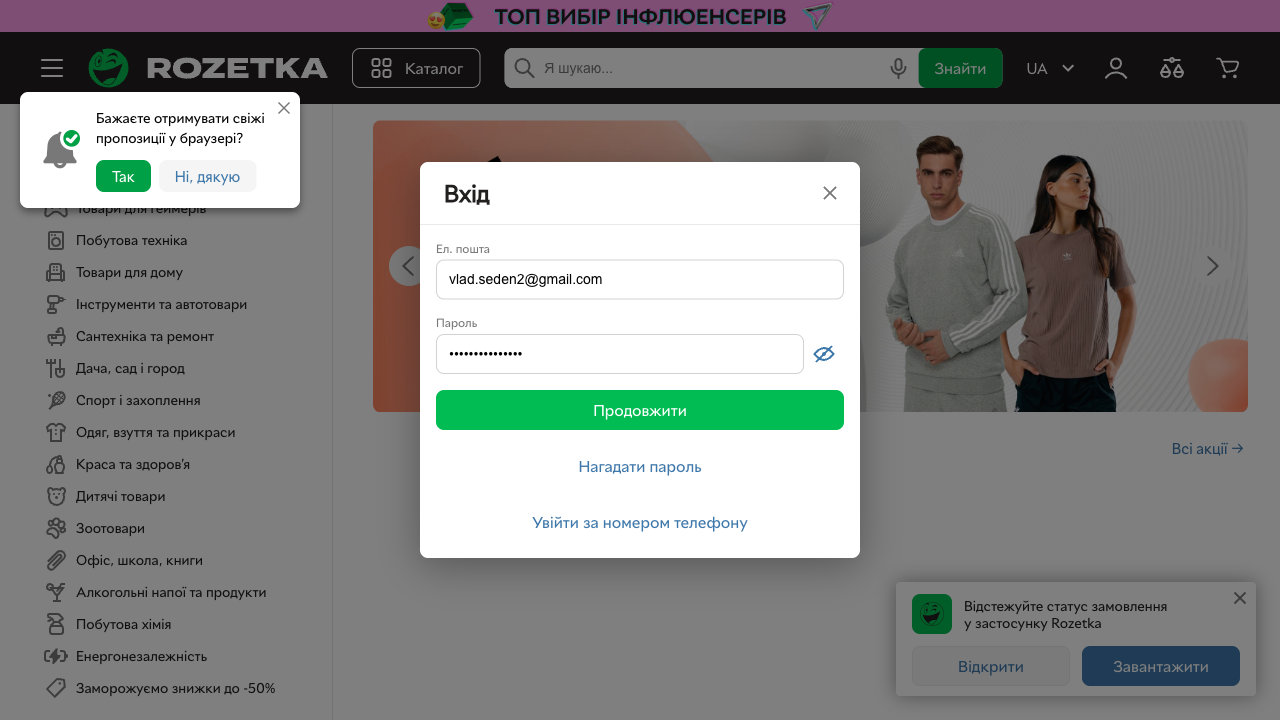 ТОП ВИБІР ІНФЛЮЕНСЕРІВ
ROZETKA
Каталог
Я шукаю...
Знайти
UA
Бажаєте отримувати свіжі
пропозиції у браузері?
Так
Ні, дякую
Товари для геймерів
Побутова техніка
Товари для дому
Інструменти та автотовари
Сантехніка та ремонт
Дача, сад і город
Спорт і захоплення
Одяг, взуття та прикраси
Краса та здоров'я
Дитячі товари
Зоотовари
Офіс, школа, книги
Алкогольні напої та продукти
Побутова хімія
Енергонезалежність
Заморожуємо знижки до -50%
Вхід
Ел. пошта
vlad.seden2@gmail.com
Пароль
•••••••••••••••
Продовжити
Нагадати пароль
Увійти за номером телефону
Всі акції →
Відстежуйте статус замовлення
у застосунку Rozetka
Відкрити
Завантажити